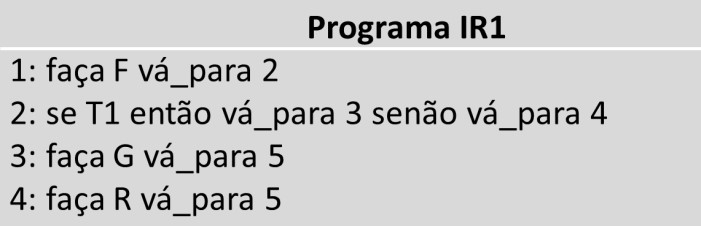 Programa IR1
1: faça F vá_para 2
2: se T1 então vá_para 3 senão vá_para 4
3: faça G vá_para 5
4: faça R vá_para 5